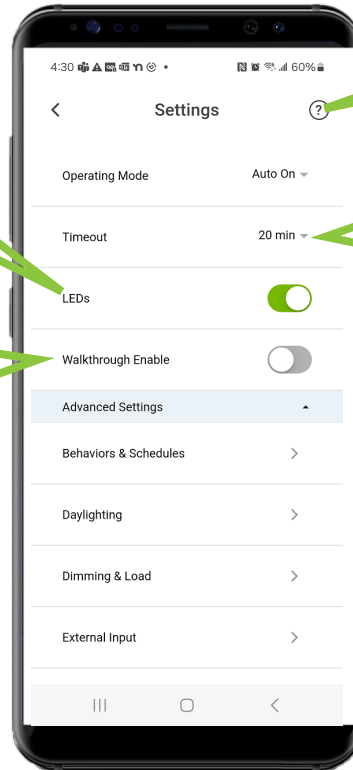 4:30
60%
Settings
?
Operating Mode Auto On
Timeout 20 min
LEDs
Walkthrough Enable
Advanced Settings
Behaviors & Schedules
Daylighting
Dimming & Load
External Input